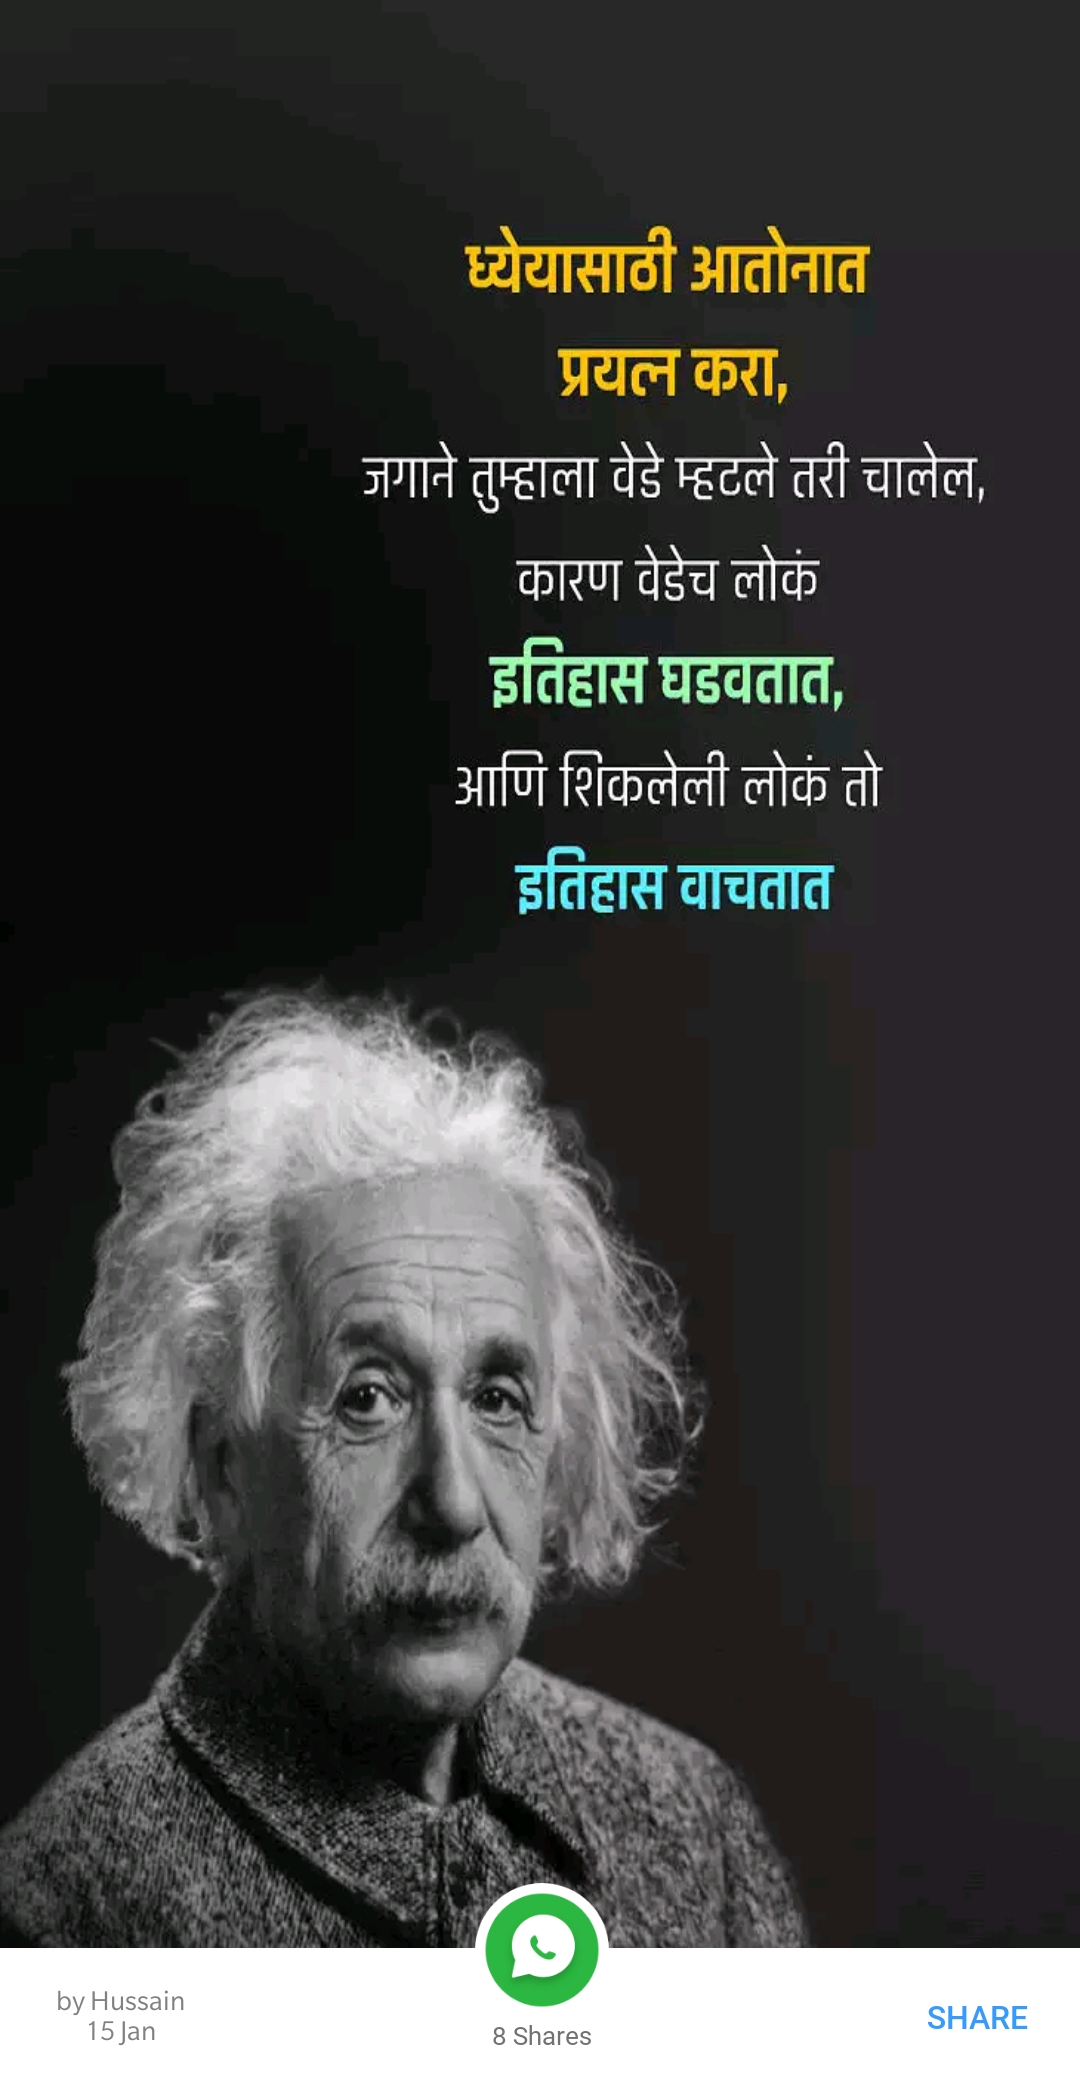 ध्येयासाठी आतोनात
प्रयत्न करा,
जगाने तुम्हाला वेडे म्हटले तरी चालेल,
कारण वेडेच लोकं
इतिहास घडवतात,
आणि शिकलेली लोकं तो
इतिहास वाचतात
by Hussain
15 Jan
8 Shares
SHARE